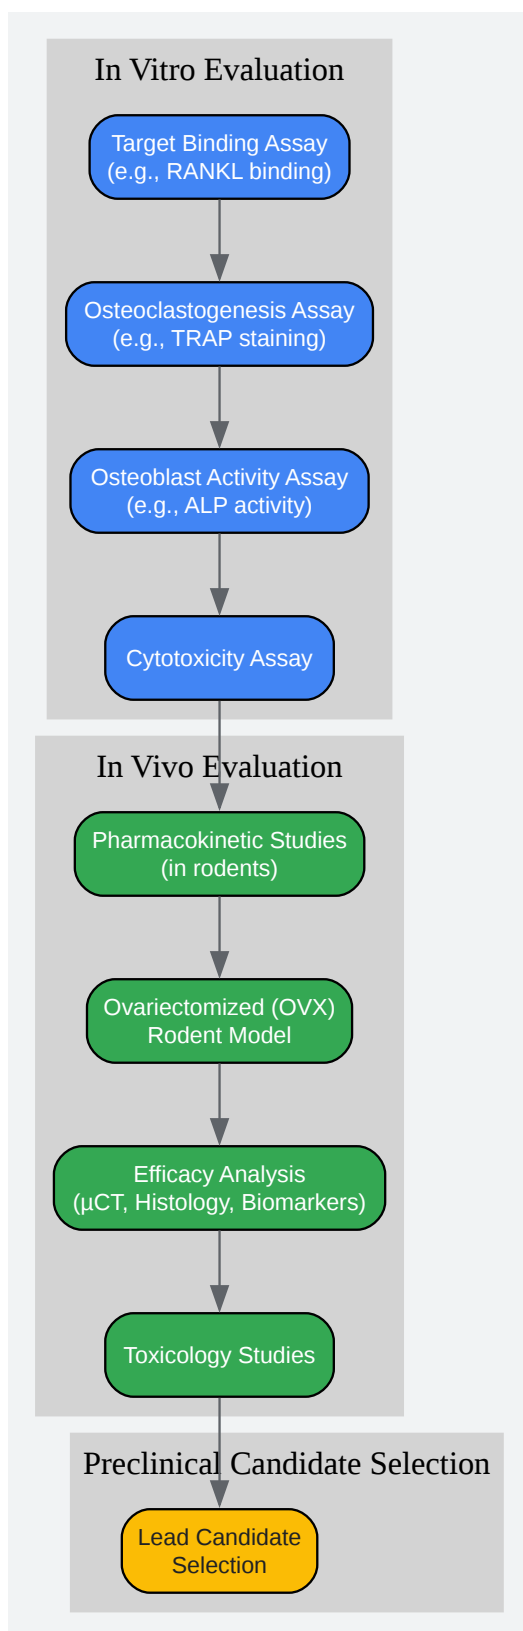 In Vitro Evaluation
Target Binding Assay
(e.g., RANKL binding)
Osteoclastogenesis Assay
(e.g., TRAP staining)
Osteoblast Activity Assay
(e.g., ALP activity)
Cytotoxicity Assay
In Vivo Evaluation
Pharmacokinetic Studies
(in rodents)
Ovariectomized (OVX)
Rodent Model
Efficacy Analysis
(µCT, Histology, Biomarkers)
Toxicology Studies
Preclinical Candidate Selection
Lead Candidate
Selection